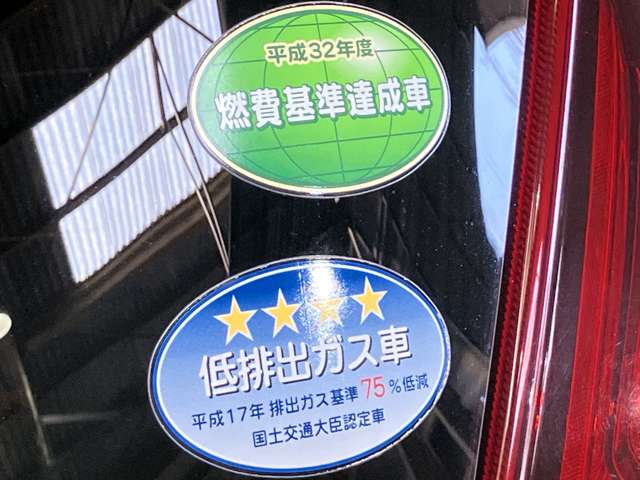 平成32年度
燃費基準達成車
低排出ガス車
平成17年 排出ガス基準75%低減
国土交通大臣認定車